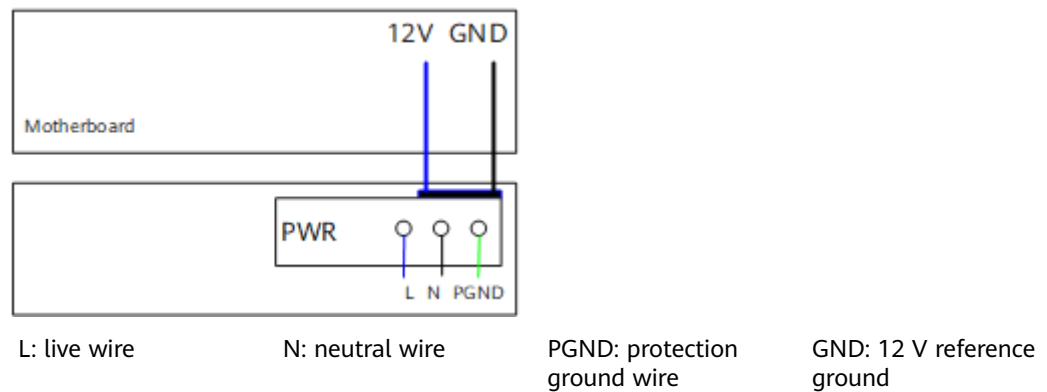 12V GND
Motherboard
PWR
L N PGND
L: live wire N: neutral wire PGND: protection ground wire GND: 12 V reference ground